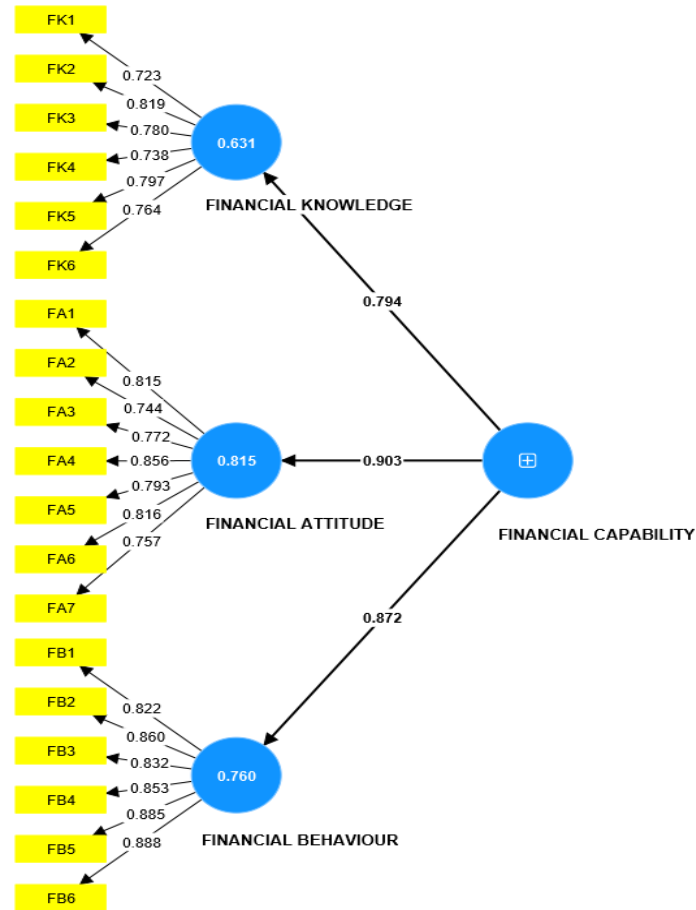 FK1
0.723
FK2
0.819
FK3
0.780
0.738
FK4
0.797
FK5
0.764
FK6
0.631
FINANCIAL KNOWLEDGE
0.794
FA1
0.815
FA2
0.744
FA3
0.772
FA4
0.856
0.793
FA5
0.816
FA6
0.757
FA7
0.815
FINANCIAL ATTITUDE
0.903
FINANCIAL CAPABILITY
0.872
FB1
0.822
FB2
0.860
FB3
0.832
0.853
FB4
0.885
FB5
0.888
FB6
0.760
FINANCIAL BEHAVIOUR